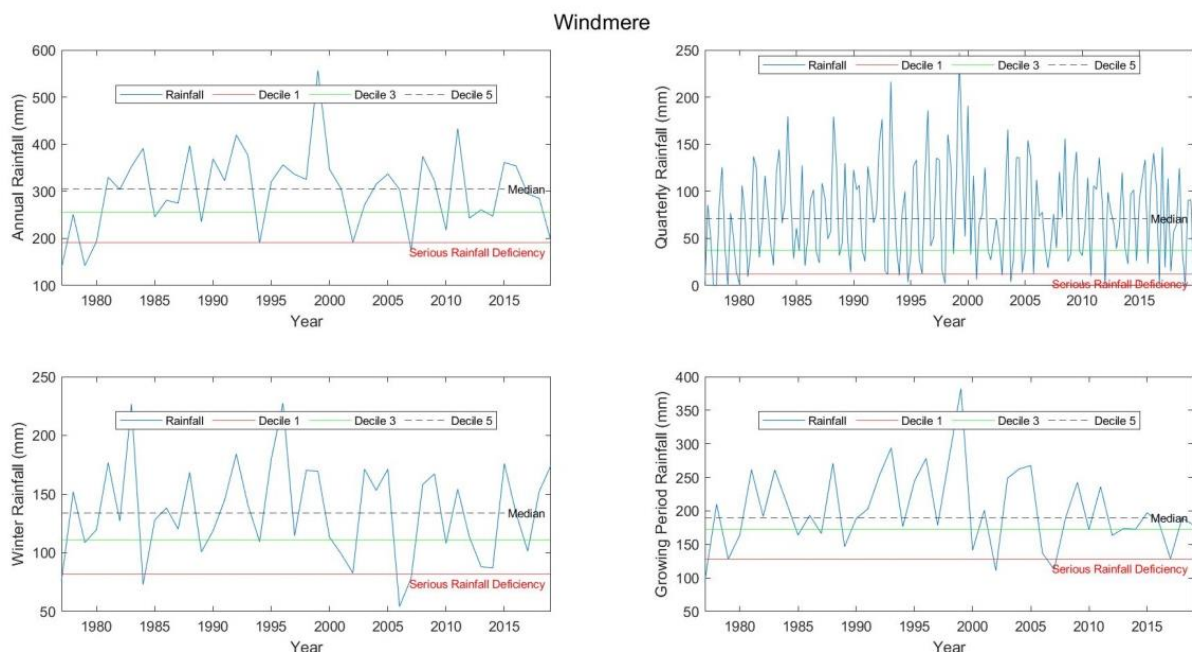 Windmere
600
500
400
300
200
100
Annual Rainfall (mm)
Rainfall Decile 1 Decile 3 Decile 5
Median
Serious Rainfall Deficiency
1980 1985 1990 1995 2000 2005 2010 2015
Year
250
200
150
100
50
0
Quarterly Rainfall (mm)
Rainfall Decile 1 Decile 3 Decile 5
Median
Serious Rainfall Deficiency
1980 1985 1990 1995 2000 2005 2010 2015
Year
250
200
150
100
50
Winter Rainfall (mm)
Rainfall Decile 1 Decile 3 Decile 5
Median
Serious Rainfall Deficiency
1980 1985 1990 1995 2000 2005 2010 2015
Year
400
350
300
250
200
150
100
50
Growing Period Rainfall (mm)
Rainfall Decile 1 Decile 3 Decile 5
Median
Serious Rainfall Deficiency
1980 1985 1990 1995 2000 2005 2010 2015
Year